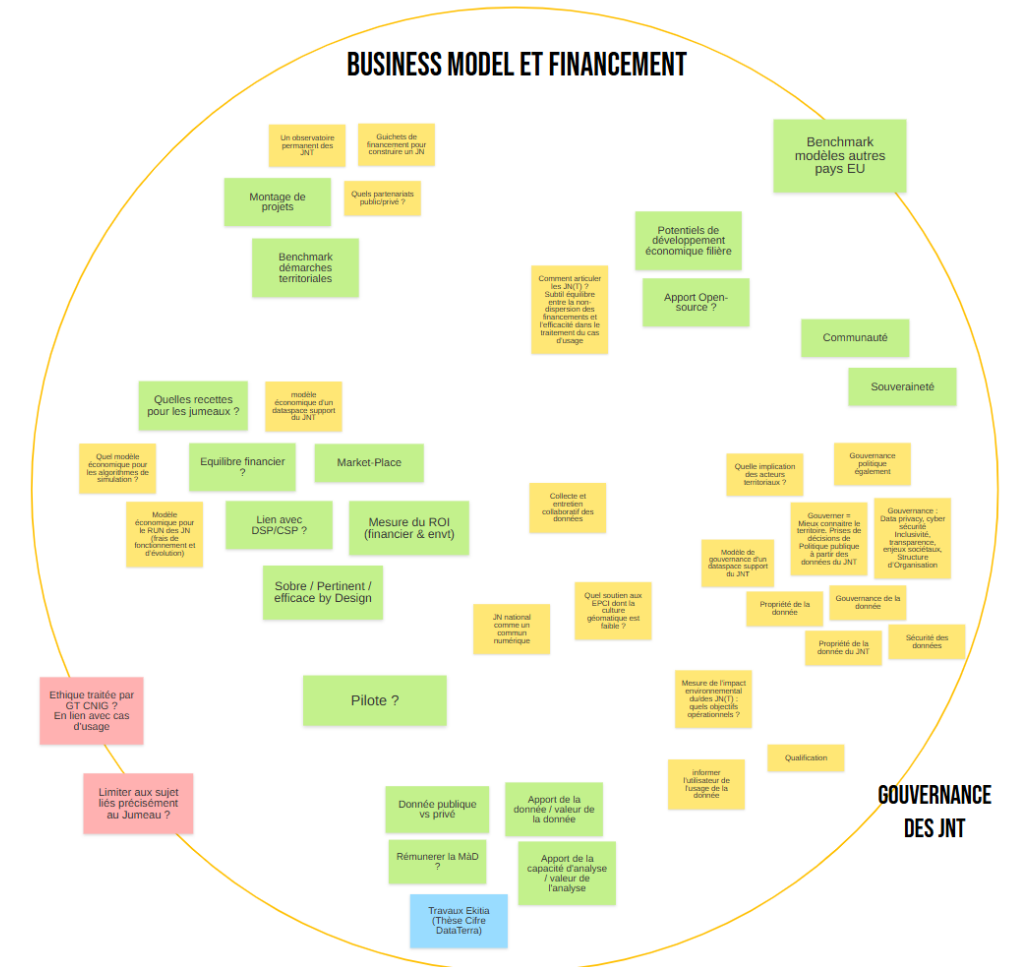 BUSINESS MODEL ET FINANCEMENT
Un observatoire
permanent des
JNT
Guichets de
financement pour
construire un JN
Montage de
projets
Quels partenariats
public/privé ?
Benchmark
démarches
territoriales
Benchmark
modèles autres
pays EU
Potentiels de
développement
économique filière
Comment articuler
les JN(T) ?
Subtil équilibre
entre la non-
dispersion des
financements et
l'efficacité dans le
traitement du cas
d'usage
Apport Open-
source ?
Communauté
Souveraineté
Quelles recettes
pour les jumeaux ?
modèle
économique d'un
dataspace support
du JNT
Quel modèle
économique pour
les algorithmes de
simulation ?
Equilibre financier
?
Market-Place
Modèle
économique pour
le RUN des JN
(frais de
fonctionnement et
d'évolution)
Lien avec
DSP/CSP ?
Mesure du ROI
(financier & envt)
Sobre / Pertinent /
efficace by Design
Collecte et
entretien
collaboratif des
données
Quelle implication
des acteurs
territoriaux ?
Gouvernance
politique
également
Gouverner =
Mieux connaitre le
territoire. Prises de
décisions de
Politique publique
à partir des
données du JNT
Gouvernance :
Data privacy, cyber
sécurité
Inclusivité,
transparence,
enjeux sociétaux,
Structure
d'Organisation
Modèle de
gouvernance d'un
dataspace support
du JNT
Quel soutien aux
EPCI dont la
culture
géomatique est
faible ?
JN national
comme un
commun
numérique
Propriété de la
donnée
Gouvernance de la
donnée
Propriété de la
donnée du JNT
Sécurité des
données
Ethique traitée par
GT CNIG ?
En lien avec cas
d'usage
Pilote ?
Mesure de l'impact
environnemental
du/des JN(T) :
quels objectifs
opérationnels ?
Qualification
informer
l'utilisateur de
l'usage de la
donnée
Limiter aux sujet
liés précisément
au Jumeau ?
GOUVERNANCE
DES JNT
Donnée publique
vs privé
Apport de la
donnée / valeur de
la donnée
Rémunerer la MàD
?
Apport de la
capacité d'analyse
/ valeur de
l'analyse
Travaux Ekitia
(Thèse Cifre
DataTerra)